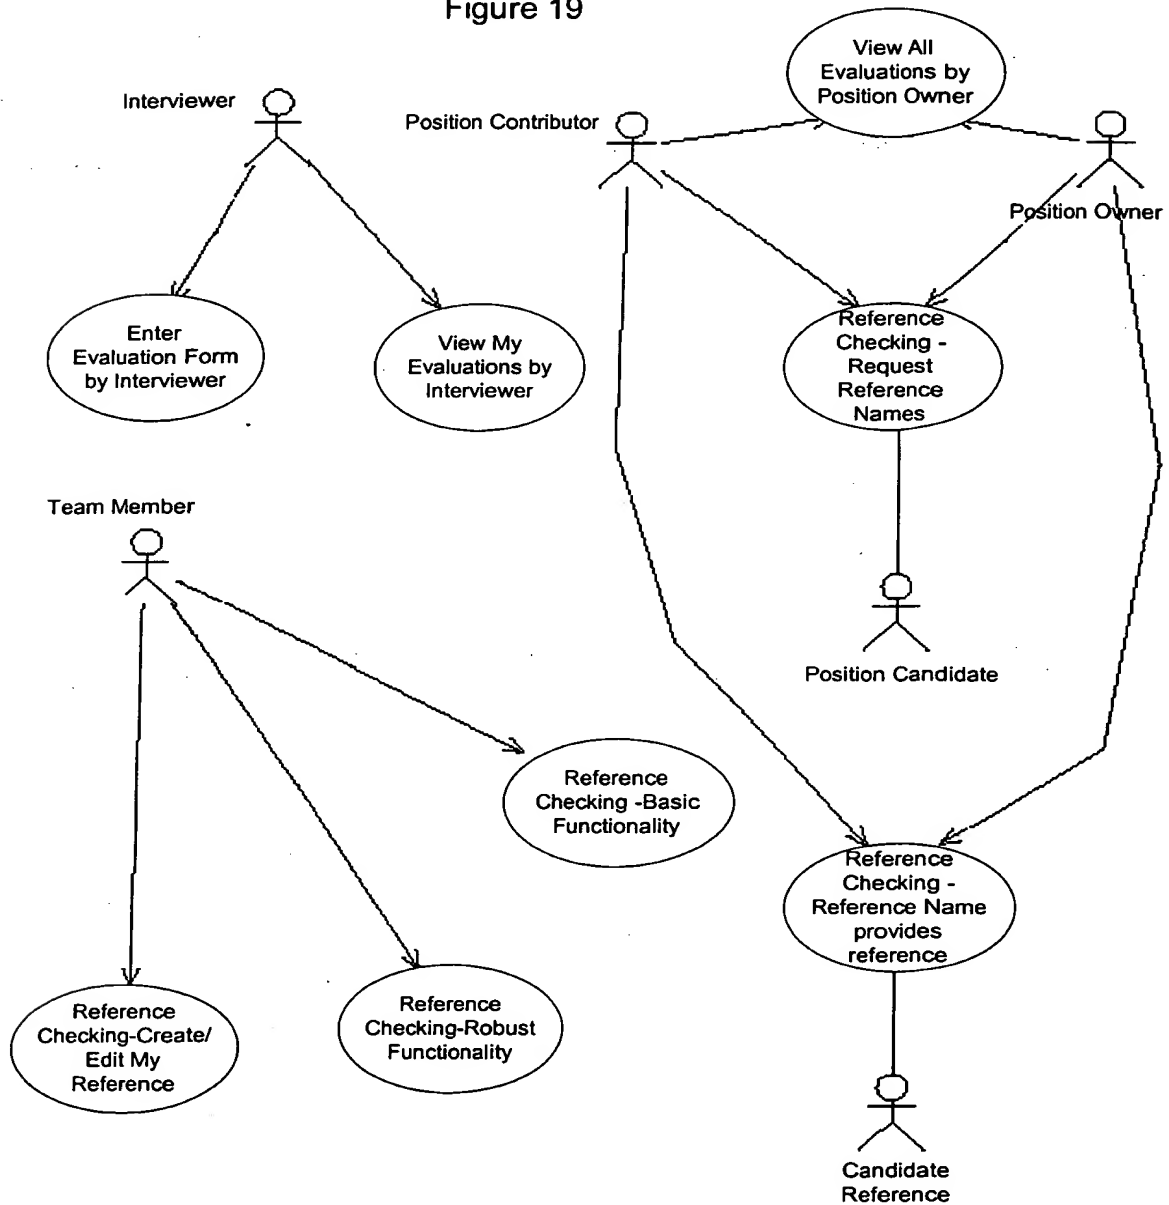 Figure 19
View All
Evaluations by
Position Owner
Interviewer
Position Contributor
Position Owner
Enter
Evaluation Form
by Interviewer
View My
Evaluations by
Interviewer
Reference
Checking -
Request
Reference
Names
Team Member
Position Candidate
Reference
Checking -Basic
Functionality
Reference
Checking -
Reference Name
provides
reference
Reference
Checking-Create/
Edit My
Reference
Reference
Checking-Robust
Functionality
Candidate
Reference